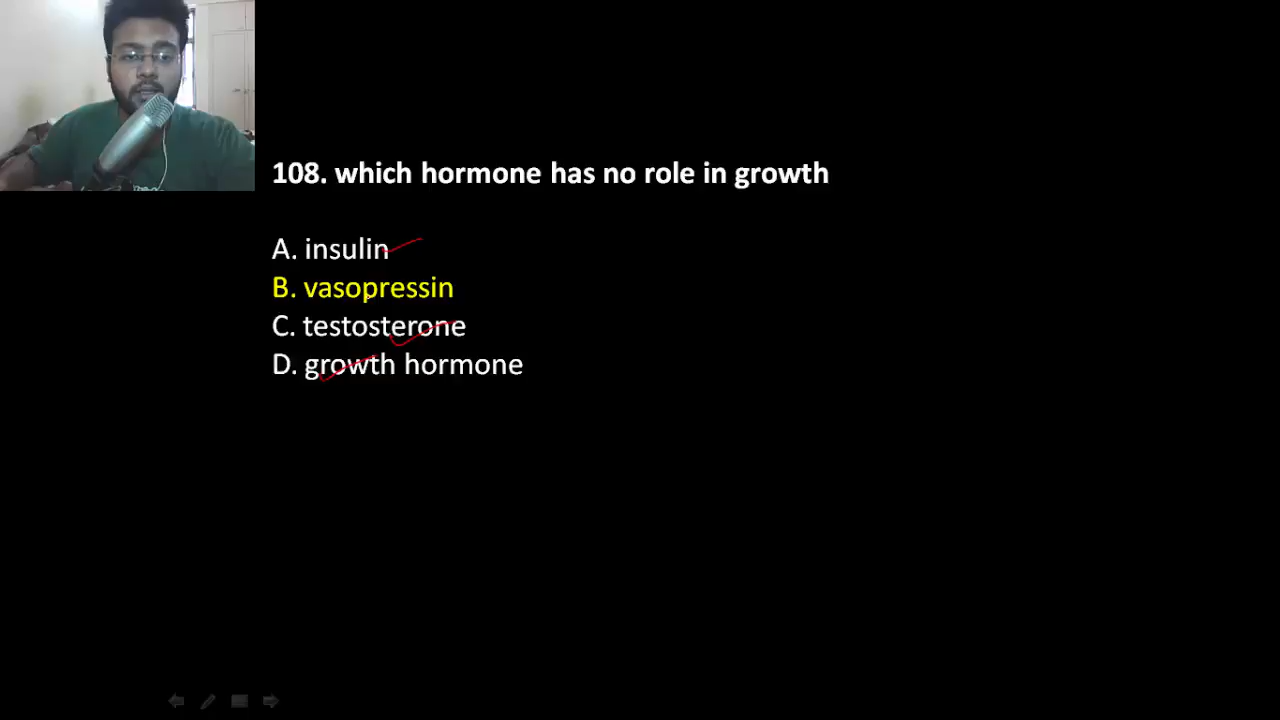 108. which hormone has no role in growth
A. insulin
B. vasopressin
C. testosterone
D. growth hormone